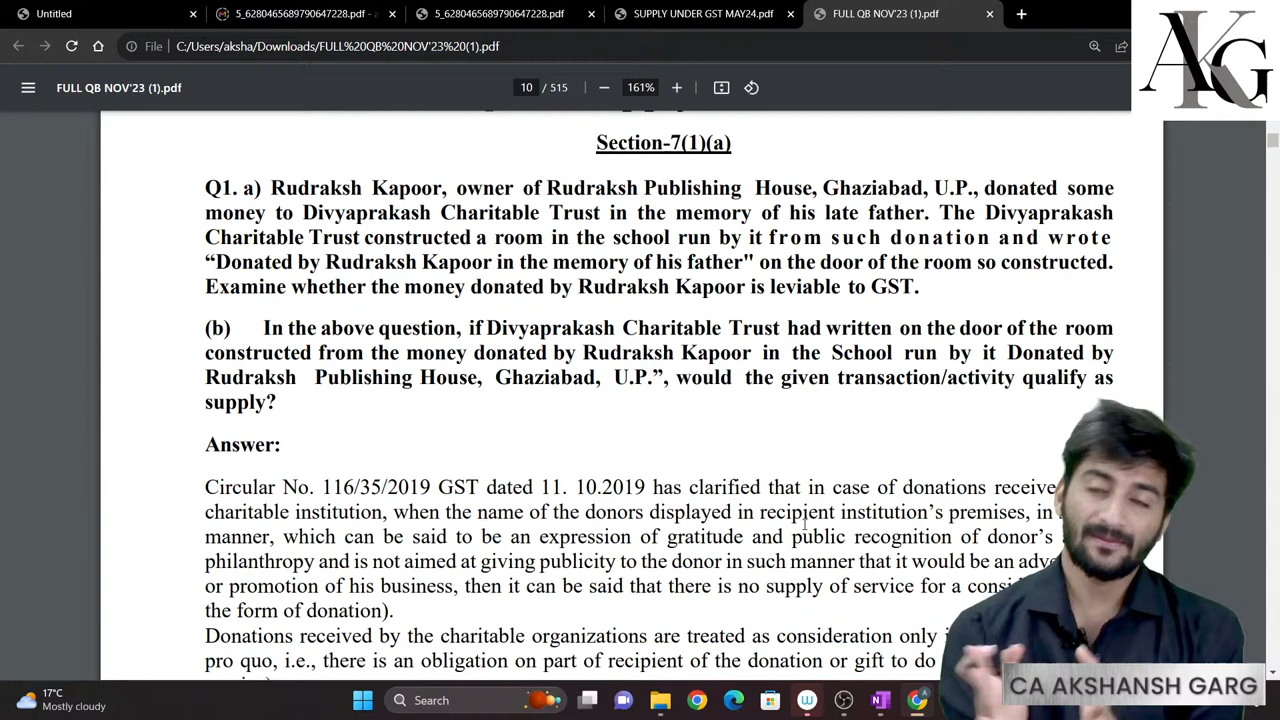 Untitled
5_6280465689790647228.pdf - a
5_6280465689790647228.pdf
SUPPLY UNDER GST MAY24.pdf
FULL QB NOV'23 (1).pdf
File
C:/Users/aksha/Downloads/FULL%20QB%20NOV'23%20(1).pdf
AKG
FULL QB NOV'23 (1).pdf
10 / 515
161%
Section-7(1)(a)
Q1. a) Rudraksh Kapoor, owner of Rudraksh Publishing House, Ghaziabad, U.P., donated some
money to Divyaprakash Charitable Trust in the memory of his late father. The Divyaprakash
Charitable Trust constructed a room in the school run by it from such donation and wrote
“Donated by Rudraksh Kapoor in the memory of his father" on the door of the room so constructed.
Examine whether the money donated by Rudraksh Kapoor is leviable to GST.
(b) In the above question, if Divyaprakash Charitable Trust had written on the door of the room
constructed from the money donated by Rudraksh Kapoor in the School run by it Donated by
Rudraksh Publishing House, Ghaziabad, U.P.”, would the given transaction/activity qualify as
supply?
Answer:
Circular No. 116/35/2019 GST dated 11. 10.2019 has clarified that in case of donations receive
charitable institution, when the name of the donors displayed in recipient institution’s premises, in
manner, which can be said to be an expression of gratitude and public recognition of donor’s
philanthropy and is not aimed at giving publicity to the donor in such manner that it would be an adve
or promotion of his business, then it can be said that there is no supply of service for a cons
the form of donation).
Donations received by the charitable organizations are treated as consideration only
pro quo, i.e., there is an obligation on part of recipient of the donation or gift to do
CA AKSHANSH GARG
17°C
Mostly cloudy
Search